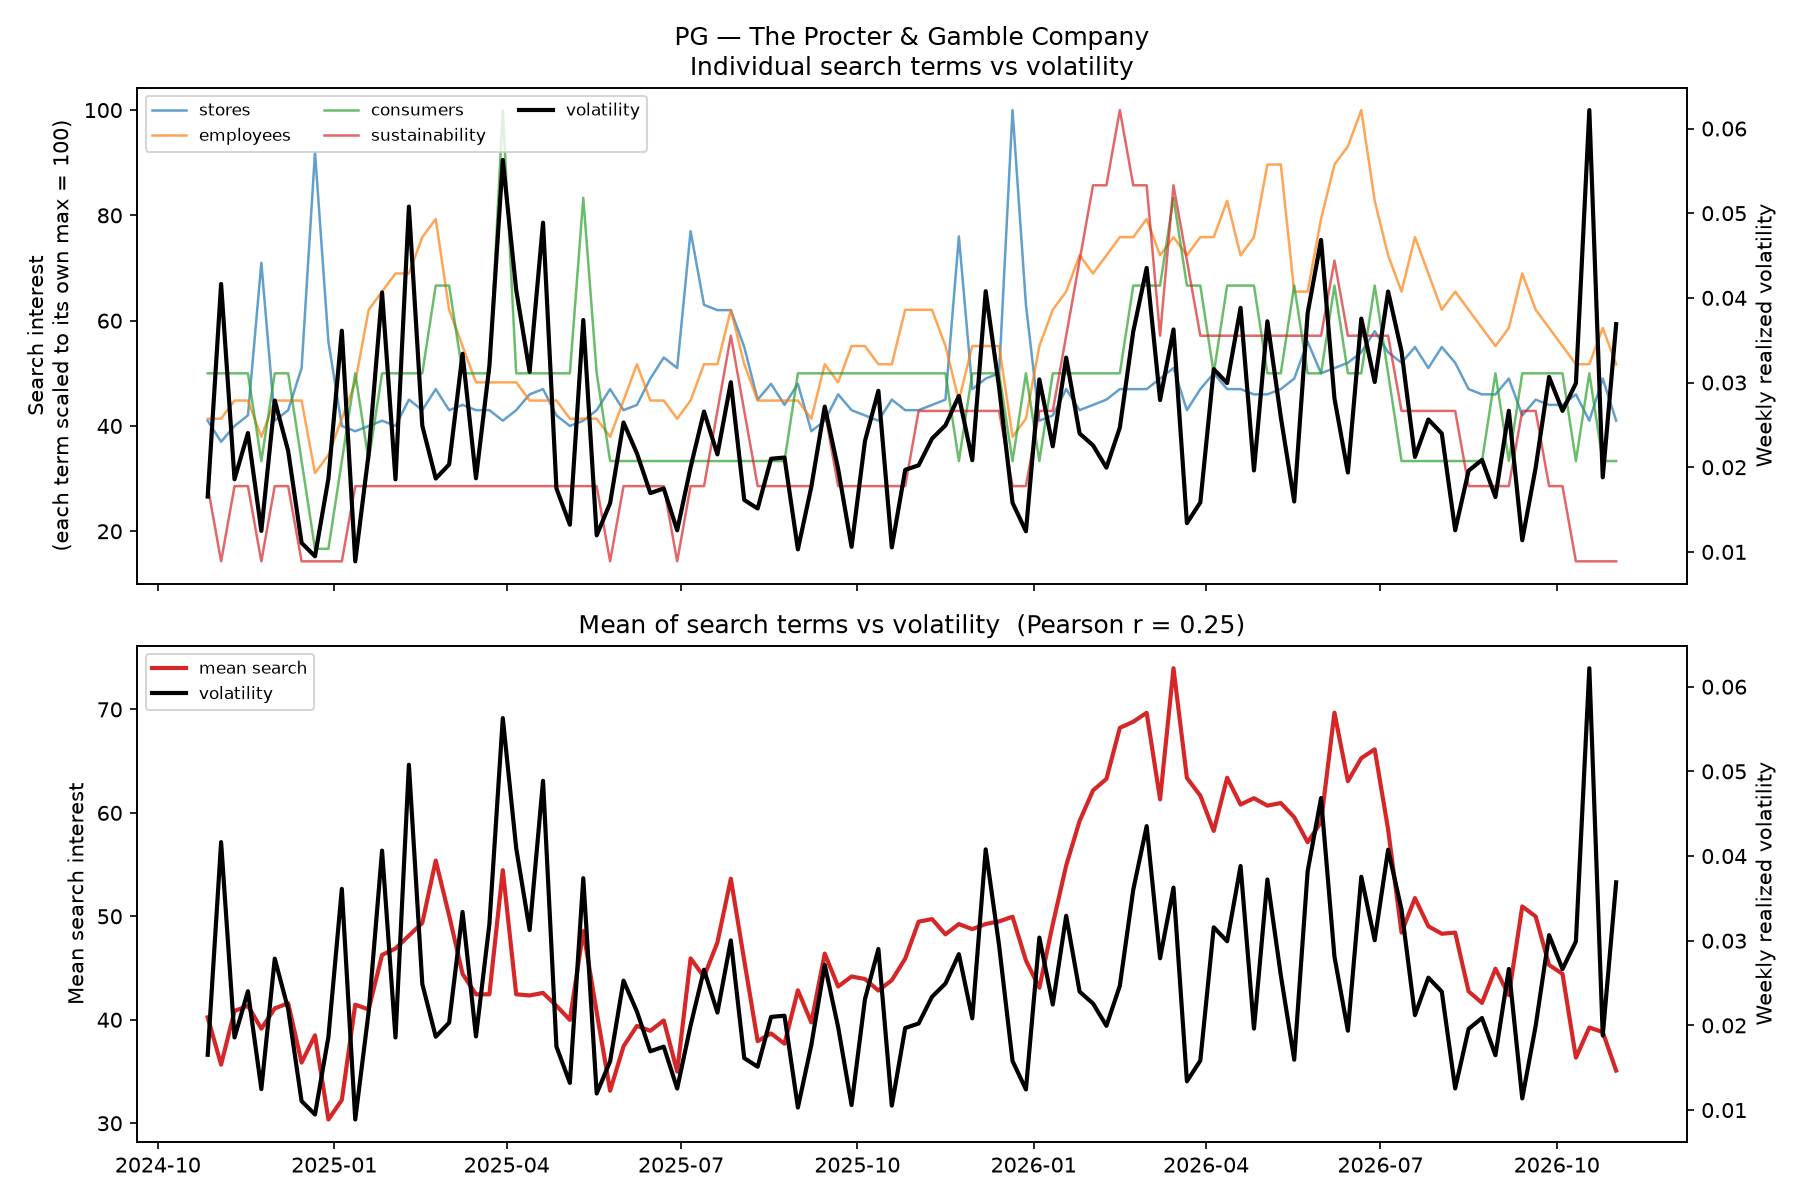 PG — The Procter & Gamble Company
Individual search terms vs volatility
stores
employees
consumers
sustainability
volatility
Search interest
(each term scaled to its own max = 100)
100
80
60
40
20
Weekly realized volatility
0.06
0.05
0.04
0.03
0.02
0.01
Mean of search terms vs volatility (Pearson r = 0.25)
mean search
volatility
Mean search interest
70
60
50
40
30
Weekly realized volatility
0.06
0.05
0.04
0.03
0.02
0.01
2024-10 2025-01 2025-04 2025-07 2025-10 2026-01 2026-04 2026-07 2026-10